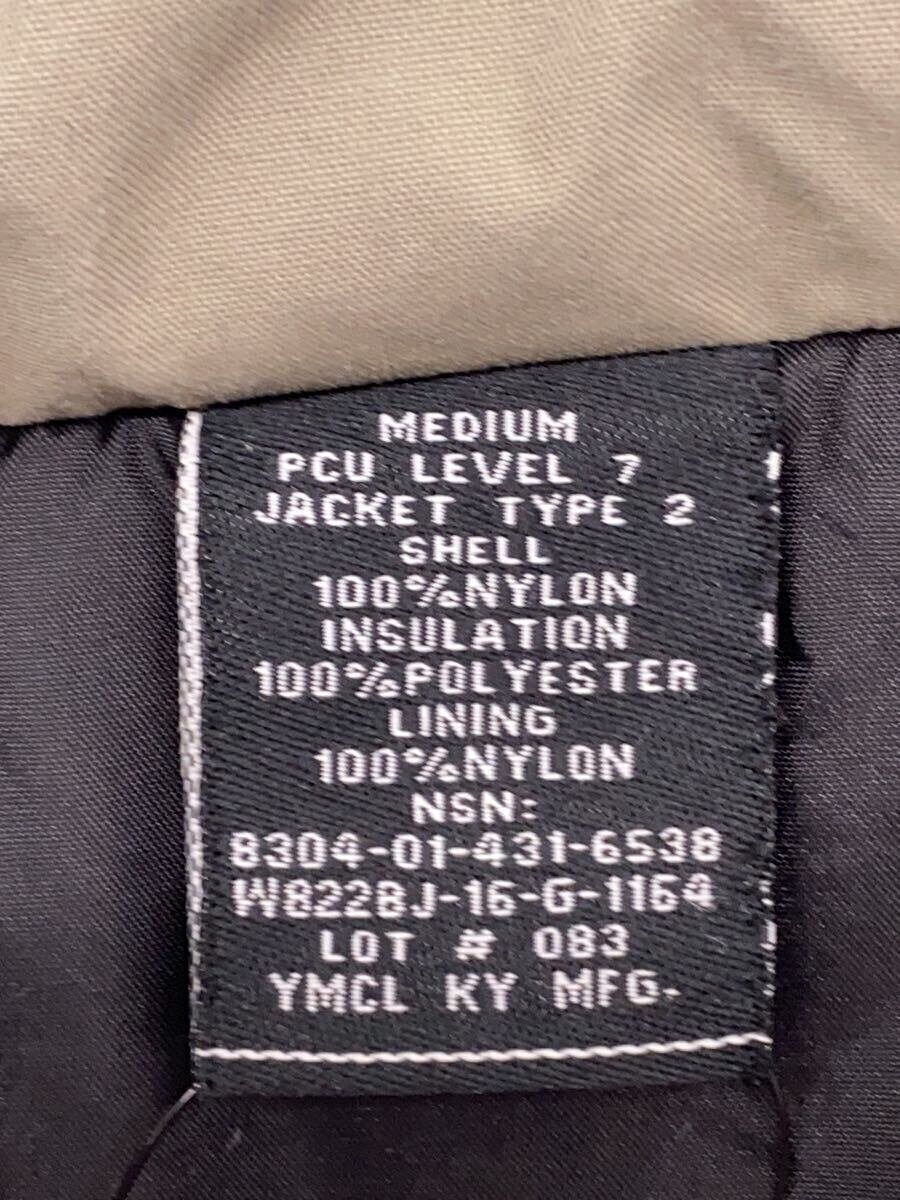 MEDIUM
PCU LEVEL 7
JACKET TYPE 2
SHELL
100%NYLON
INSULATION
100%POLYESTER
LINING
100%NYLON
NSN:
8304-01-431-6538
W8228J-16-G-1164
LOT # 083
YMCL KY MFG.